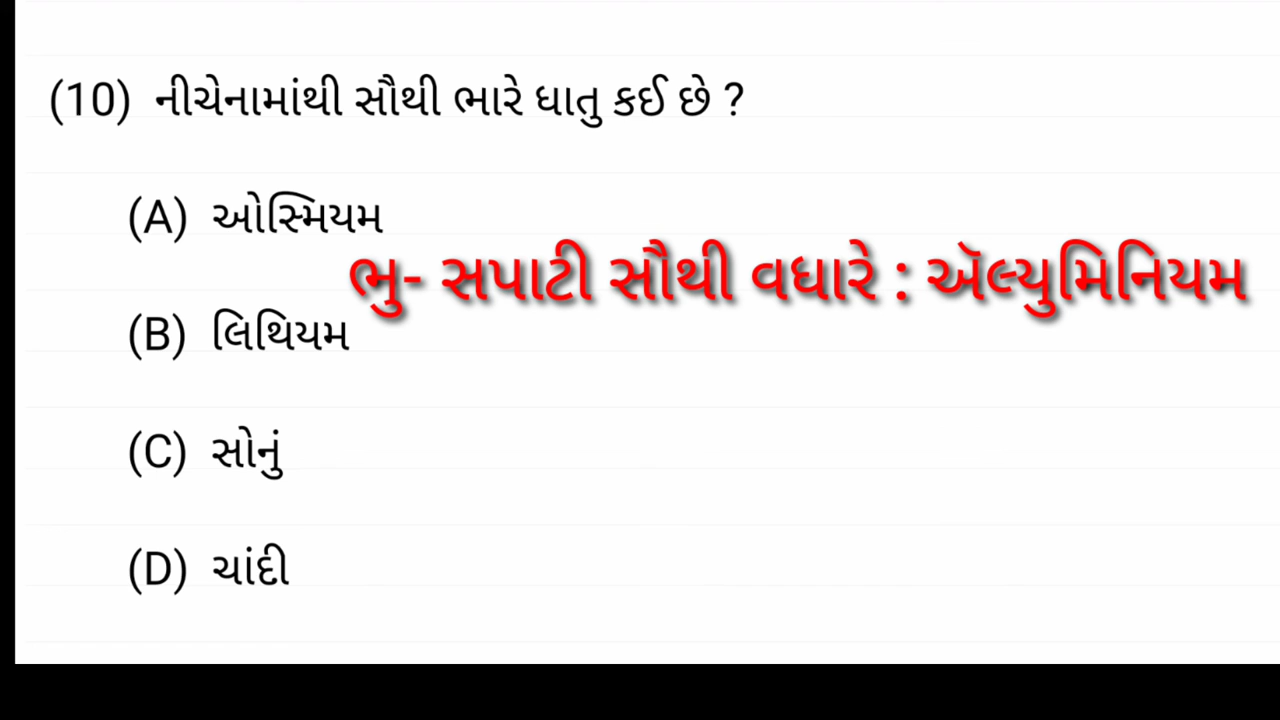 (10) નીચેનામાંથી સૌથી ભારે ધાતુ કઈ છે ?
(A) ઓસ્મિયમ
ભુ- સપાટી સૌથી વધારે : ઍલ્યુમિનિયમ
(B) લિથિયમ
(C) સોનું
(D) ચાંદી